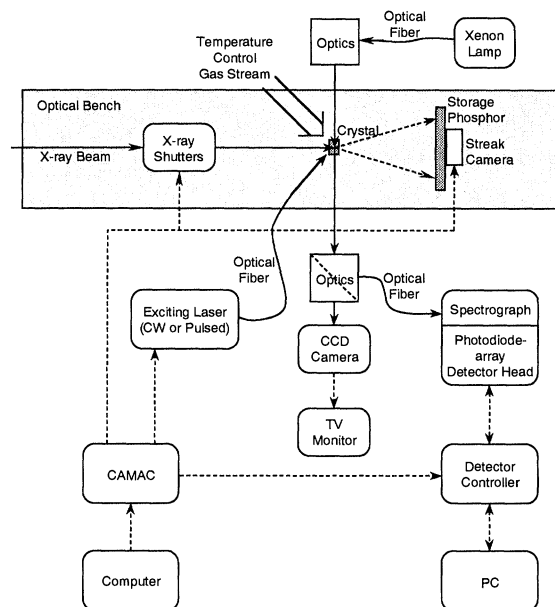 Optical
Fiber
Xenon
Lamp
Optics
Temperature
Control
Gas Stream
Optical Bench
Storage
Phosphor
Crystal
X-ray
Shutters
Streak
Camera
X-ray Beam
Optical
Fiber
Optics
Optical
Fiber
Exciting Laser
(CW or Pulsed)
Spectrograph
CCD
Camera
Photodiode-
array
Detector Head
TV
Monitor
CAMAC
Detector
Controller
Computer
PC